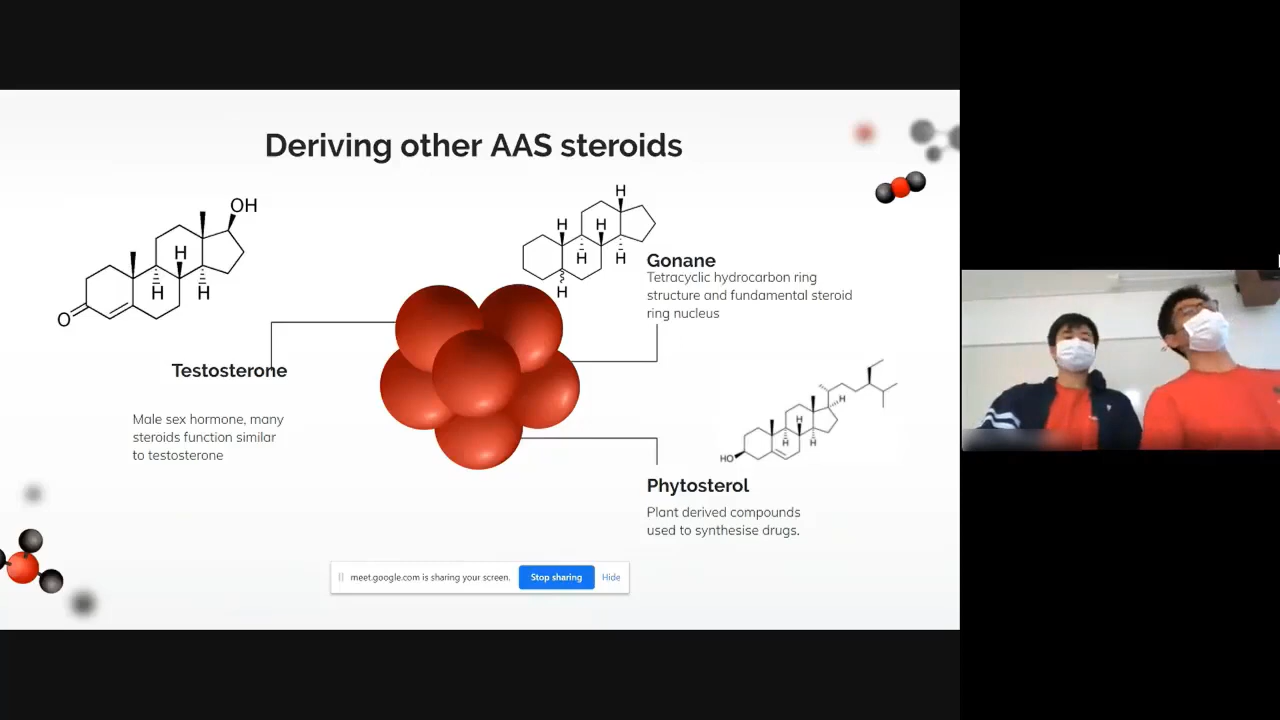 Deriving other AAS steroids
OH
H
H
H
O
Testosterone
Male sex hormone, many
steroids function similar
to testosterone
H
H
H
H
H
H
Gonane
Tetracyclic hydrocarbon ring
structure and fundamental steroid
ring nucleus
H
H
H
H
HO
Phytosterol
Plant derived compounds
used to synthesise drugs.
meet.google.com is sharing your screen.
Stop sharing
Hide